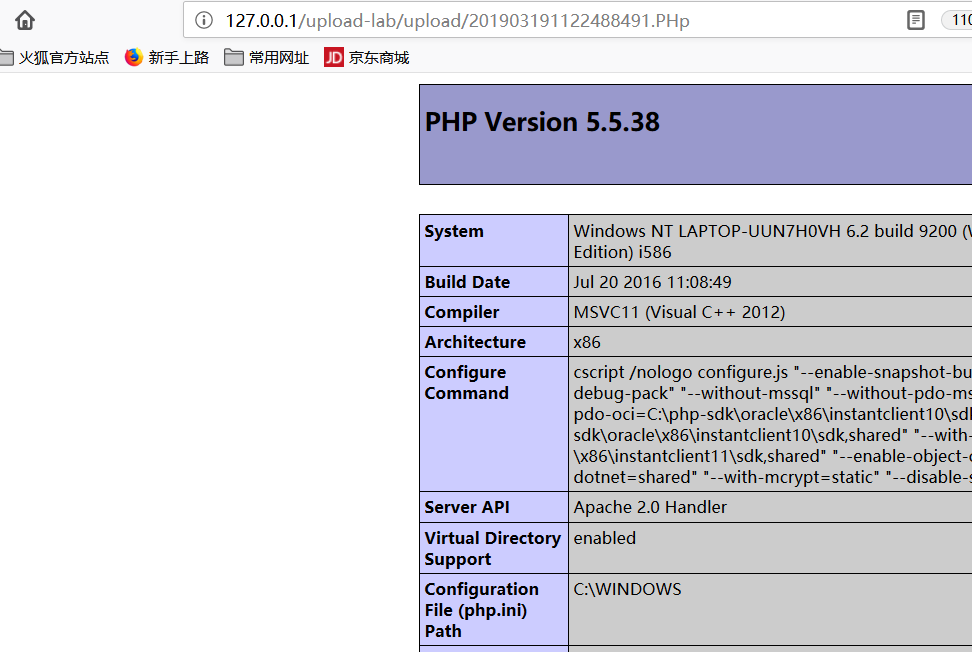 127.0.0.1/upload-lab/upload/201903191122488491.PHp
火狐官方站点 新手上路 常用网址 JD 京东商城
PHP Version 5.5.38
System Windows NT LAPTOP-UUN7H0VH 6.2 build 9200
Edition) i586
Build Date Jul 20 2016 11:08:49
Compiler MSVC11 (Visual C++ 2012)
Architecture x86
Configure Command cscript /nologo configure.js "--enable-snapshot-bu
debug-pack" "--without-mssql" "--without-pdo-ms
pdo-oci=C:\php-sdk\oracle\x86\instantclient10\sdk
sdk\oracle\x86\instantclient10\sdk,shared" "--with-
\x86\instantclient11\sdk,shared" "--enable-object-o
dotnet=shared" "--with-mcrypt=static" "--disable-s
Server API Apache 2.0 Handler
Virtual Directory Support enabled
Configuration File (php.ini) Path C:\WINDOWS